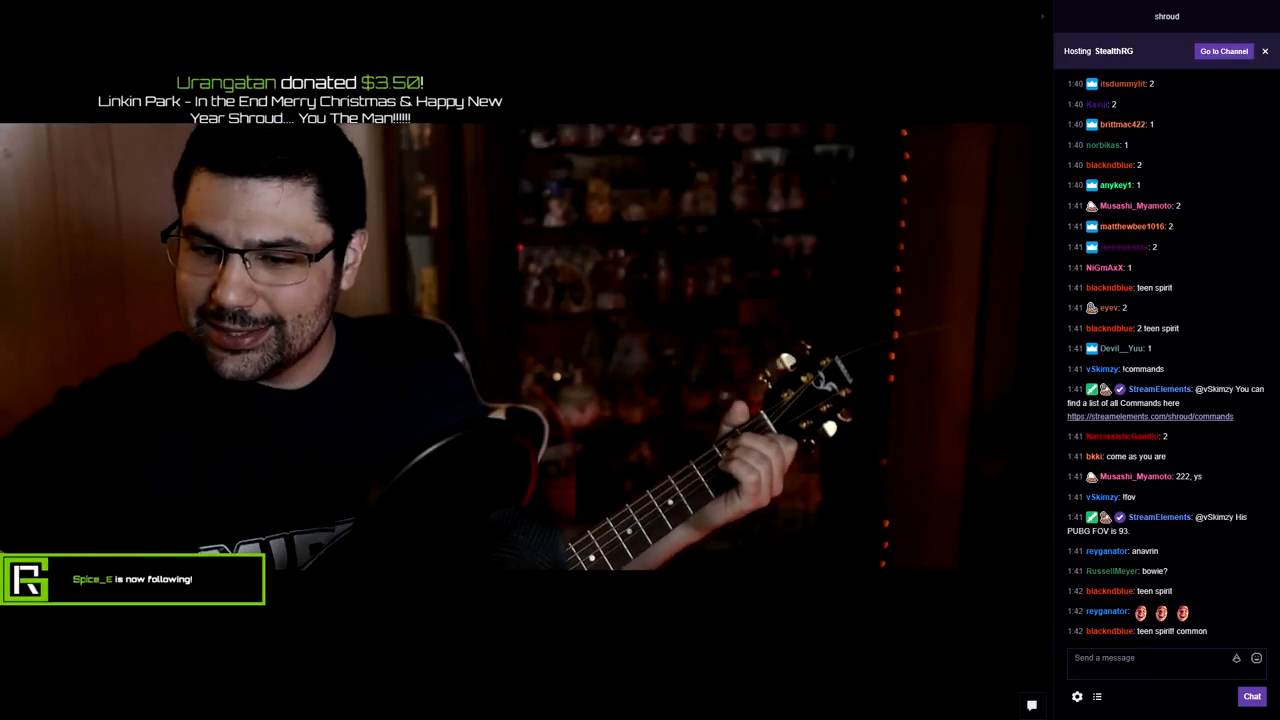 shroud
Hosting StealthRG
Go to Channel
Urangatan donated $3.50!
Linkin Park - In the End Merry Christmas & Happy New
Year Shroud.... You The Man!!!!!!
Spice_E is now following!
1:40 itsdummylit: 2
1:40 Kaviji: 2
1:40 brittmac422: 1
1:40 norbikas: 1
1:40 blackndblue: 2
1:40 anykey1: 1
1:41 Musashi_Myamoto: 2
1:41 matthewbee1016: 2
1:41 2
1:41 NiGmAxX: 1
1:41 blackndblue: teen spirit
1:41 eyev: 2
1:41 blackndblue: 2 teen spirit
1:41 Devil__Yuu: 1
1:41 vSkimzy: !commands
1:41 StreamElements: @vSkimzy You can
find a list of all Commands here
https://streamelements.com/shroud/commands
1:41 NarcissisticGandhi: 2
1:41 bkki: come as you are
1:41 Musashi_Myamoto: 222, ys
1:41 vSkimzy: !fov
1:41 StreamElements: @vSkimzy His
PUBG FOV is 93.
1:41 reyganator: anavrin
1:41 RussellMeyer: bowie?
1:42 blackndblue: teen spirit
1:42 reyganator:
1:42 blackndblue: teen spirit! common
Send a message
Chat